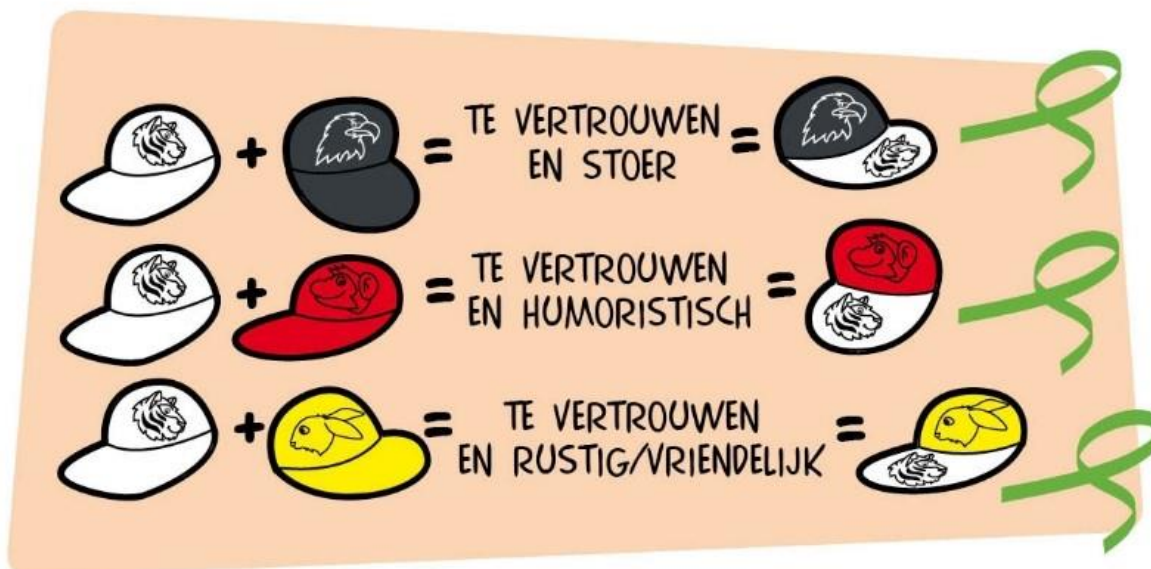 + = TE VERTROUWEN =
EN STOER
+ = TE VERTROUWEN =
EN HUMORISTISCH
+ = TE VERTROUWEN =
EN RUSTIG/VRIENDELIJK